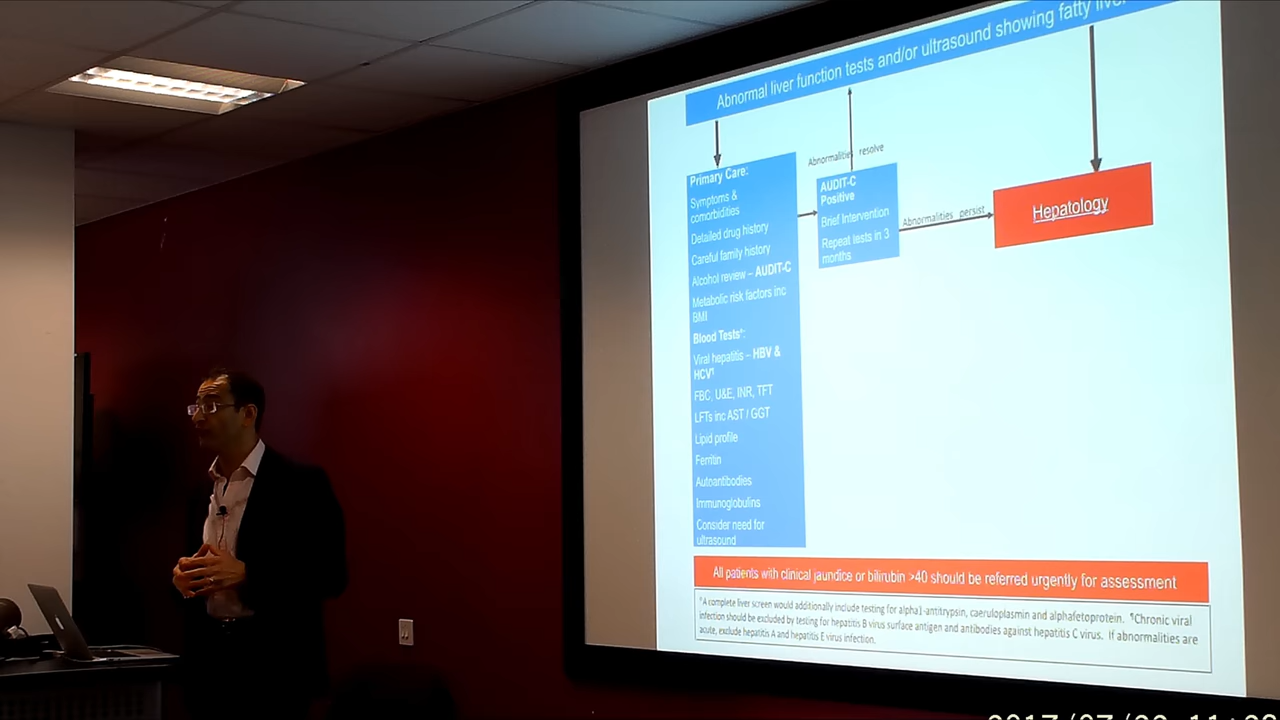 Abnormal liver function tests and/or ultrasound showing fatty
Abnormalities resolve
Primary Care:
Symptoms &
comorbidities
Detailed drug history
Careful family history
Alcohol review – AUDIT-C
Metabolic risk factors inc
BMI
Blood Tests†:
Viral hepatitis – HBV &
HCV¶
FBC, U&E, INR, TFT
LFTs inc AST / GGT
Lipid profile
Ferritin
Autoantibodies
Immunoglobulins
Consider need for
ultrasound
AUDIT-C
Positive
Brief Intervention
Repeat tests in 3
months
Abnormalities persist
Hepatology
All patients with clinical jaundice or bilirubin >40 should be referred urgently for assessment
†A complete liver screen would additionally include testing for alpha1-antitrypsin, caeruloplasmin and alphafetoprotein. ¶Chronic viral
infection should be excluded by testing for hepatitis B virus surface antigen and antibodies against hepatitis C virus. If abnormalities are
acute, exclude hepatitis A and hepatitis E virus infection.